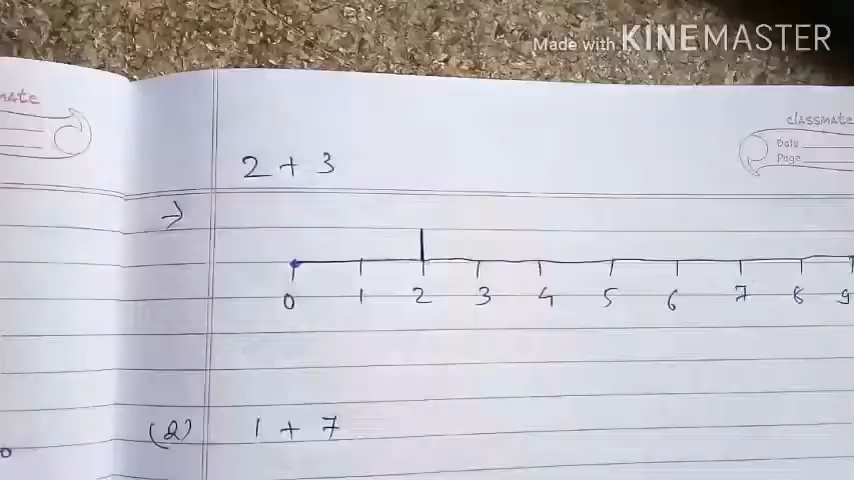 Made with KINEMASTER
classmate
Date
Page
2 + 3
→
0 1 2 3 4 5 6 7 8 9
(2) 1 + 7